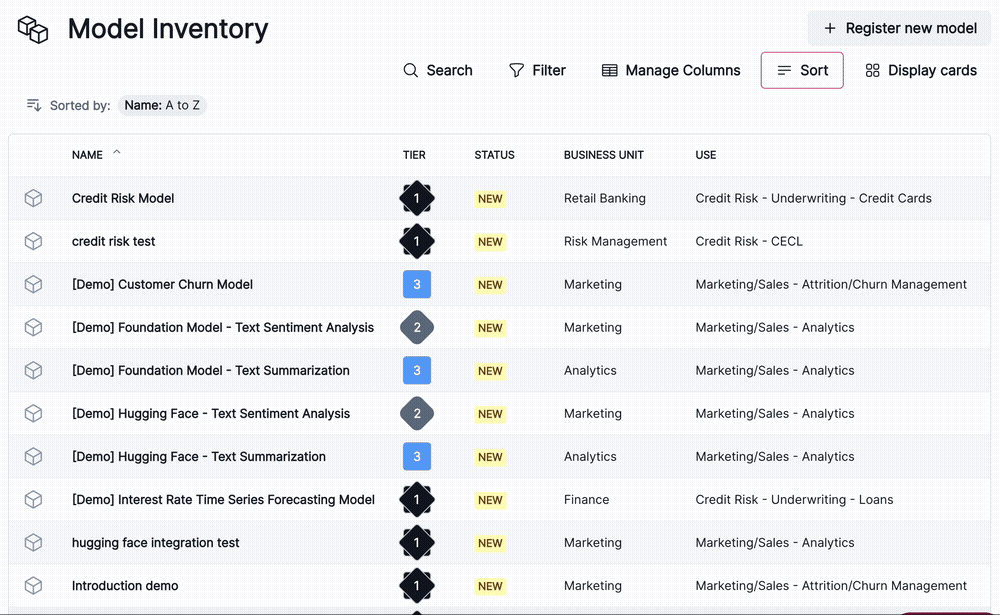 Model Inventory
+ Register new model
Search Filter Manage Columns Sort Display cards
Sorted by: Name: A to Z
NAME TIER STATUS BUSINESS UNIT USE
Credit Risk Model 1 NEW Retail Banking Credit Risk - Underwriting - Credit Cards
credit risk test 1 NEW Risk Management Credit Risk - CECL
[Demo] Customer Churn Model 3 NEW Marketing Marketing/Sales - Attrition/Churn Management
[Demo] Foundation Model - Text Sentiment Analysis 2 NEW Marketing Marketing/Sales - Analytics
[Demo] Foundation Model - Text Summarization 3 NEW Analytics Marketing/Sales - Analytics
[Demo] Hugging Face - Text Sentiment Analysis 2 NEW Marketing Marketing/Sales - Analytics
[Demo] Hugging Face - Text Summarization 3 NEW Analytics Marketing/Sales - Analytics
[Demo] Interest Rate Time Series Forecasting Model 1 NEW Finance Credit Risk - Underwriting - Loans
hugging face integration test 1 NEW Marketing Marketing/Sales - Analytics
Introduction demo 1 NEW Marketing Marketing/Sales - Attrition/Churn Management